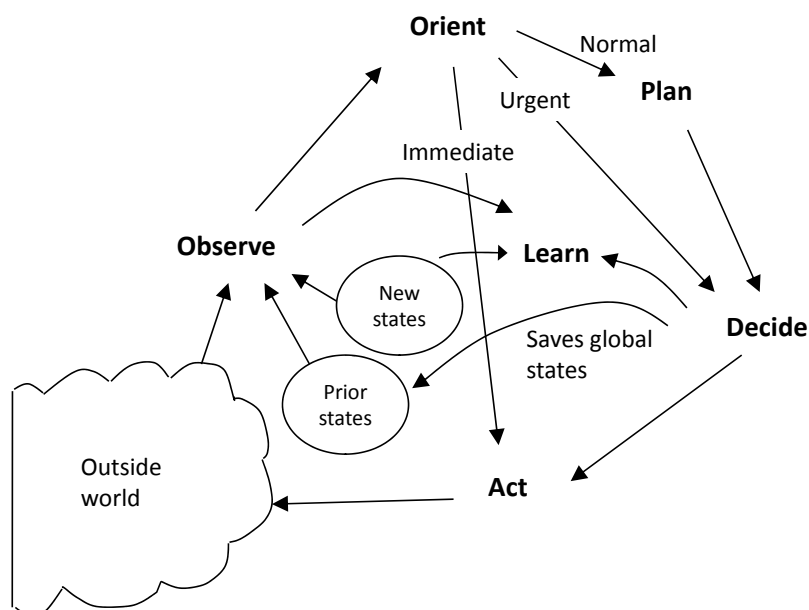 Orient
Normal
Plan
Urgent
Immediate
Observe
Learn
New
states
Decide
Saves global
states
Prior
states
Outside
world
Act